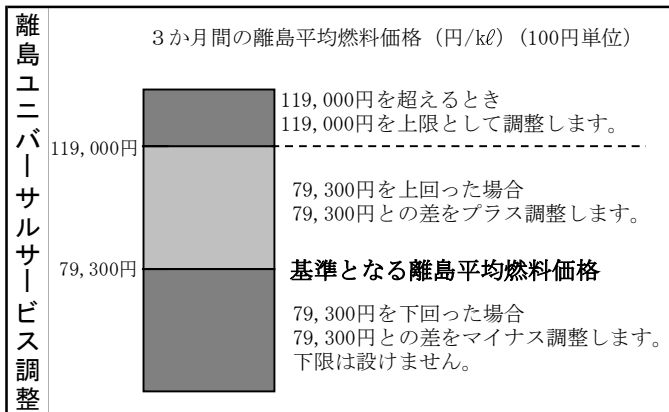 離島ユニバーサルサービス調整
3か月間の離島平均燃料価格（円/kℓ）（100円単位）
119,000円を超えるとき
119,000円を上限として調整します。
119,000円
79,300円を上回った場合
79,300円との差をプラス調整します。
79,300円
基準となる離島平均燃料価格
79,300円を下回った場合
79,300円との差をマイナス調整します。
下限は設けません。